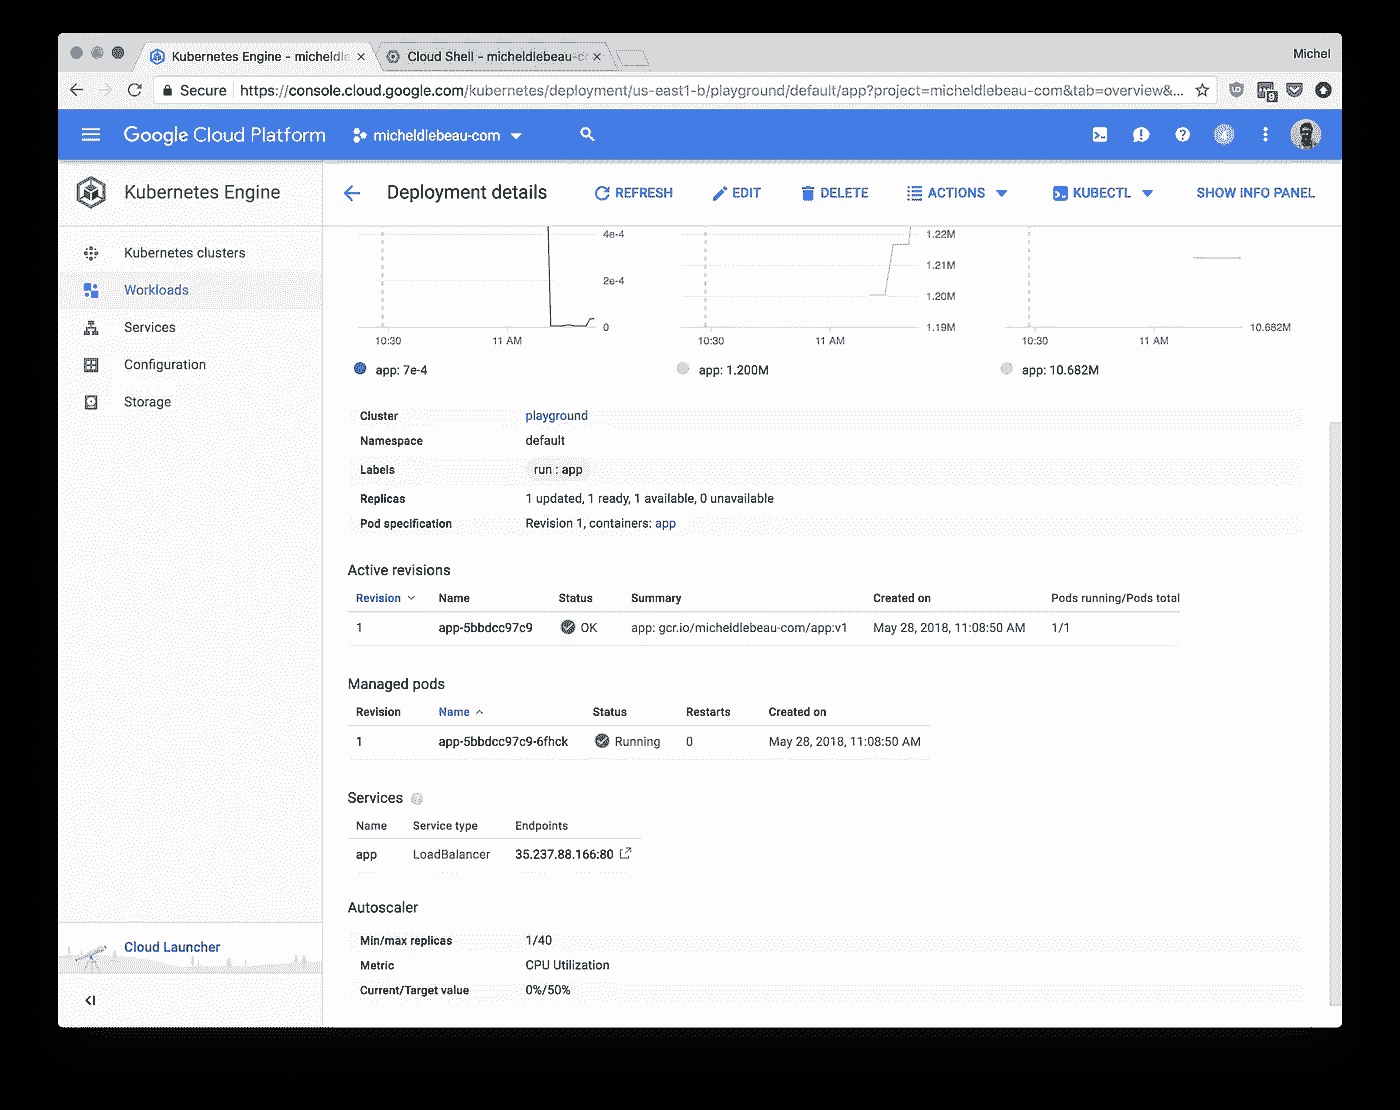 Kubernetes Engine - micheldle
Cloud Shell - micheldlebeau-c
Michel
Secure https://console.cloud.google.com/kubernetes/deployment/us-east1-b/playground/default/app?project=micheldlebeau-com&tab=overview&...
Google Cloud Platform micheldlebeau-com
Kubernetes Engine
Deployment details REFRESH EDIT DELETE ACTIONS KUBECTL SHOW INFO PANEL
Kubernetes clusters
Workloads
Services
Configuration
Storage
Cloud Launcher
4e-4
2e-4
0
10:30 11 AM
app: 7e-4
1.22M
1.21M
1.20M
1.19M
10:30 11 AM
app: 1.200M
10.682M
10:30 11 AM
app: 10.682M
Cluster playground
Namespace default
Labels run : app
Replicas 1 updated, 1 ready, 1 available, 0 unavailable
Pod specification Revision 1, containers: app
Active revisions
Revision Name Status Summary Created on Pods running/Pods total
1 app-5bbdcc97c9 OK app: gcr.io/micheldlebeau-com/app:v1 May 28, 2018, 11:08:50 AM 1/1
Managed pods
Revision Name Status Restarts Created on
1 app-5bbdcc97c9-6fhck Running 0 May 28, 2018, 11:08:50 AM
Services
Name Service type Endpoints
app LoadBalancer 35.237.88.166:80
Autoscaler
Min/max replicas 1/40
Metric CPU Utilization
Current/Target value 0%/50%